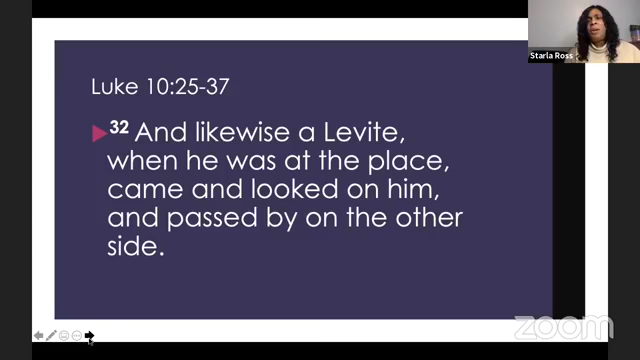 Luke 10:25-37
32 And likewise a Levite,
when he was at the place,
came and looked on him,
and passed by on the other
side.
Starla Ross
zoom